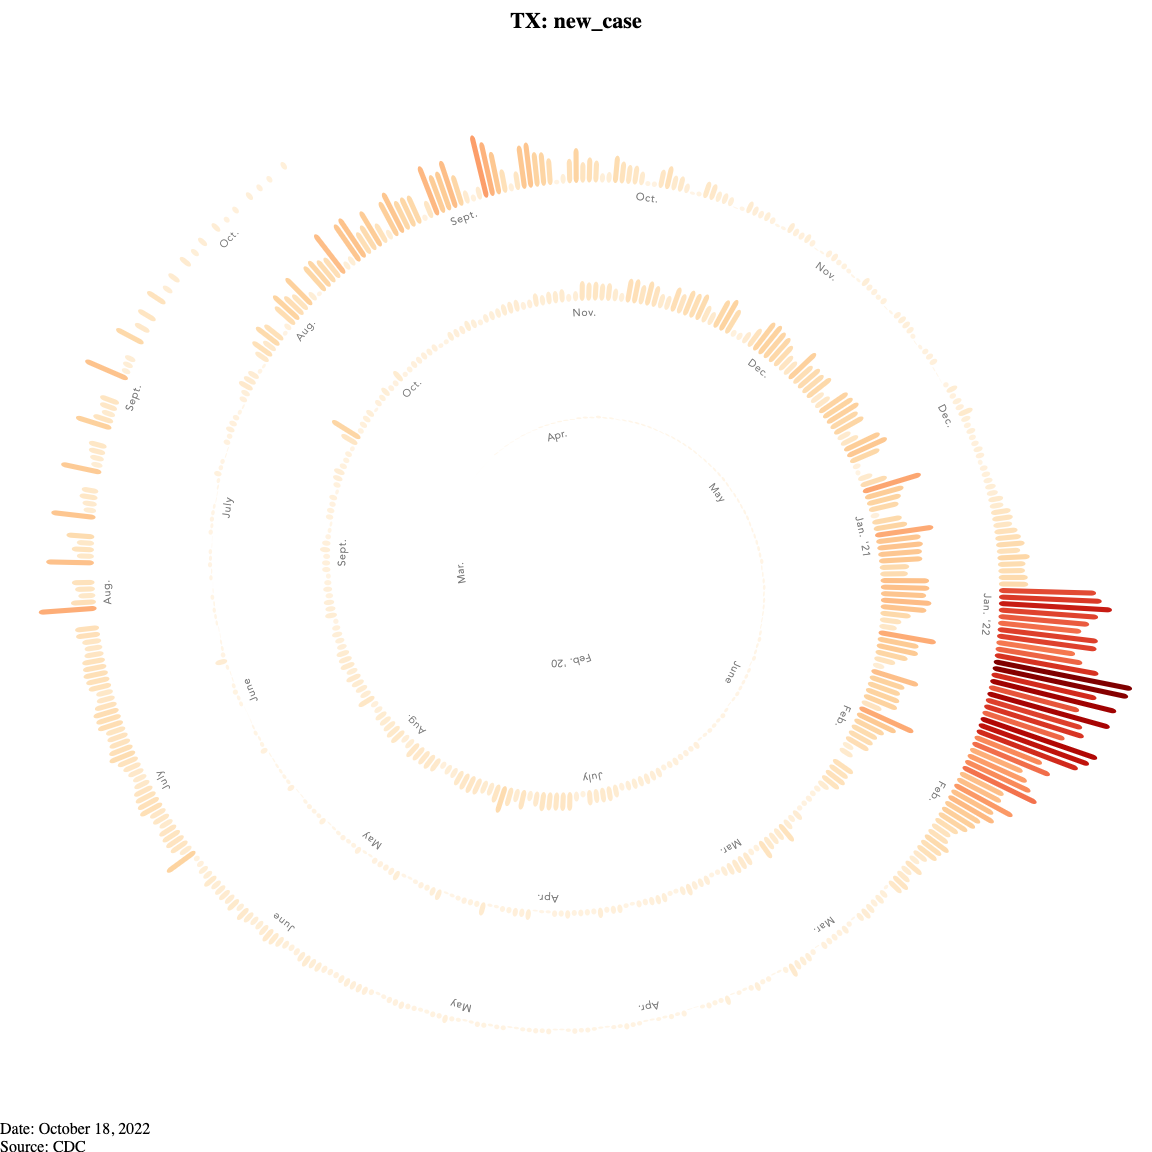 TX: new_case
Feb. '20
Mar.
Apr.
May
June
July
Aug.
Sept.
Oct.
Nov.
Dec.
Jan. '21
Feb.
Mar.
Apr.
May
June
July
Aug.
Sept.
Oct.
Nov.
Dec.
Jan. '22
Feb.
Mar.
Apr.
May
June
July
Aug.
Sept.
Oct.
Date: October 18, 2022
Source: CDC